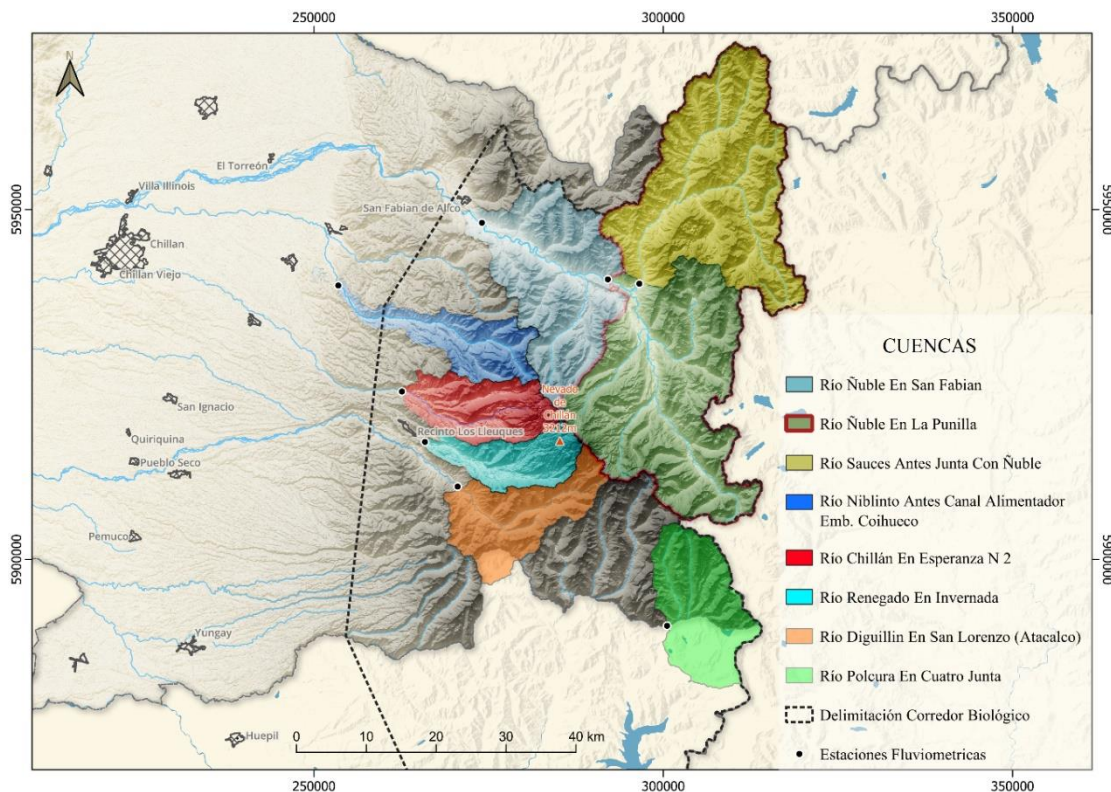 250000
300000
350000
N
El Torreón
Villa Illinois
5950000
5950000
San Fabian de Alico
Chillan
Chillan Viejo
CUENCAS
Río Ñuble En San Fabian
Nevado
de
Chillán
3212m
San Ignacio
Río Ñuble En La Punilla
Recinto Los Lleuques
Quiriquina
Pueblo Seco
Río Sauces Antes Junta Con Ñuble
Río Niblinto Antes Canal Alimentador
Emb. Coihueco
Pemuco
5900000
5900000
Río Chillán En Esperanza N 2
Río Renegado En Invernada
Río Diguillin En San Lorenzo (Atacalco)
Yungay
Río Polcura En Cuatro Junta
Delimitación Corredor Biológico
Huepil
0 10 20 30 40 km
Estaciones Fluviometricas
250000
300000
350000